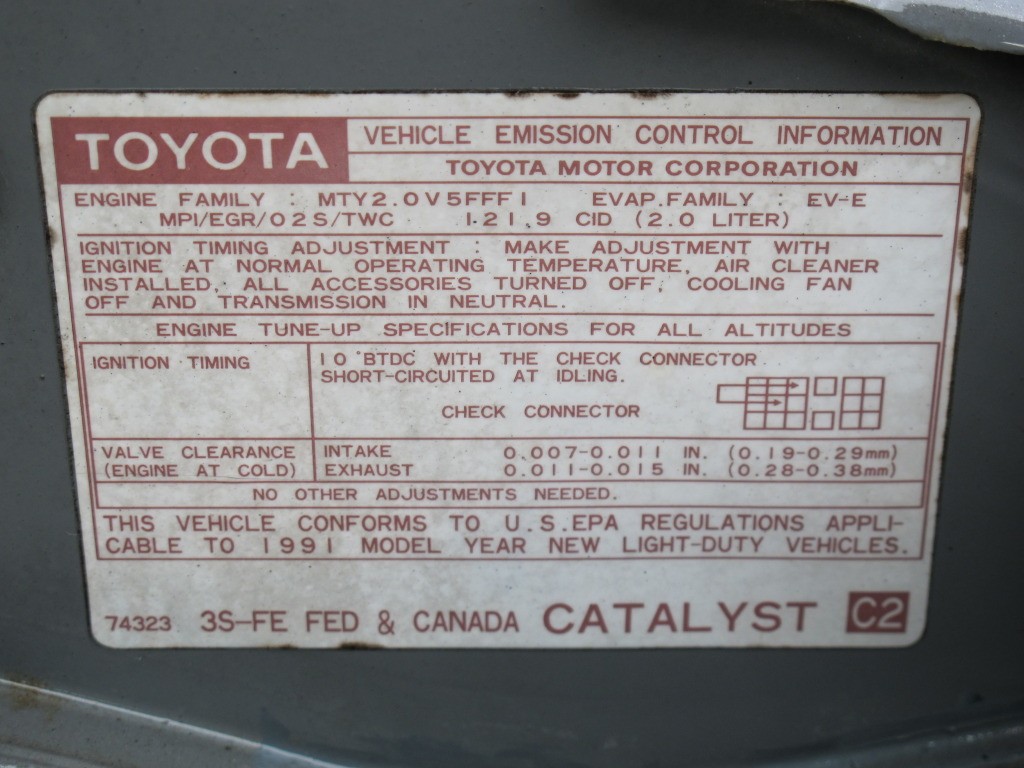 TOYOTA VEHICLE EMISSION CONTROL INFORMATION
TOYOTA MOTOR CORPORATION
ENGINE FAMILY : MTY2.0V5FFF1 EVAP.FAMILY : EV-E
MPI/EGR/O2S/TWC 121.9 CID (2.0 LITER)
IGNITION TIMING ADJUSTMENT : MAKE ADJUSTMENT WITH
ENGINE AT NORMAL OPERATING TEMPERATURE, AIR CLEANER
INSTALLED, ALL ACCESSORIES TURNED OFF, COOLING FAN
OFF AND TRANSMISSION IN NEUTRAL.
ENGINE TUNE-UP SPECIFICATIONS FOR ALL ALTITUDES
IGNITION TIMING
10°BTDC WITH THE CHECK CONNECTOR
SHORT-CIRCUITED AT IDLING.
CHECK CONNECTOR
VALVE CLEARANCE
(ENGINE AT COLD)
INTAKE 0.007-0.011 IN. (0.19-0.29mm)
EXHAUST 0.011-0.015 IN. (0.28-0.38mm)
NO OTHER ADJUSTMENTS NEEDED.
THIS VEHICLE CONFORMS TO U.S.EPA REGULATIONS APPLI-
CABLE TO 1991 MODEL YEAR NEW LIGHT-DUTY VEHICLES.
74323 3S-FE FED & CANADA CATALYST C2